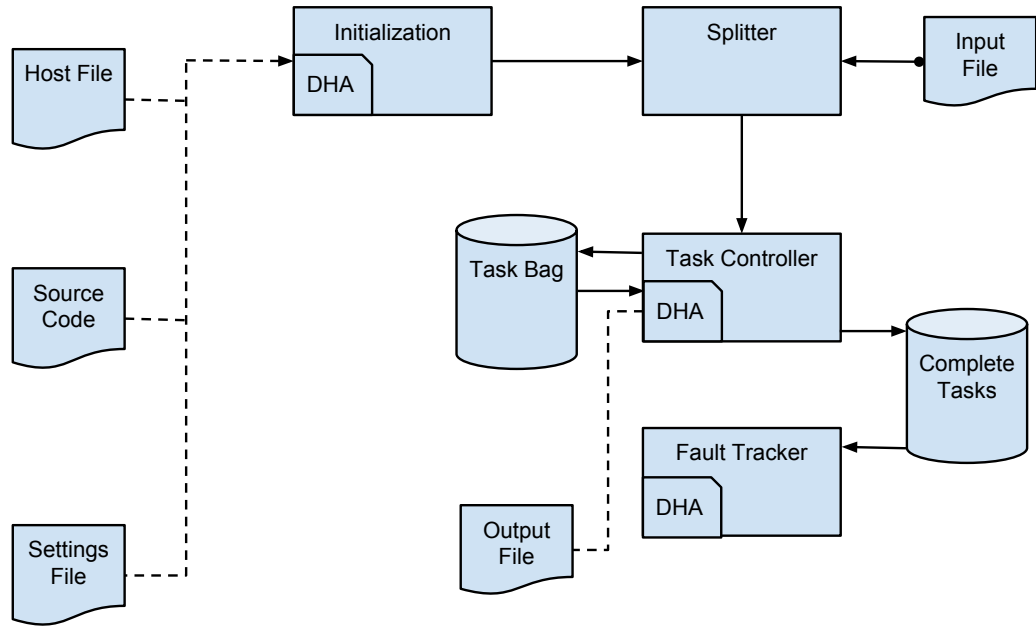 Initialization
DHA
Splitter
Input
File
Host File
Task Bag
Task Controller
DHA
Source
Code
Complete
Tasks
Fault Tracker
DHA
Output
File
Settings
File